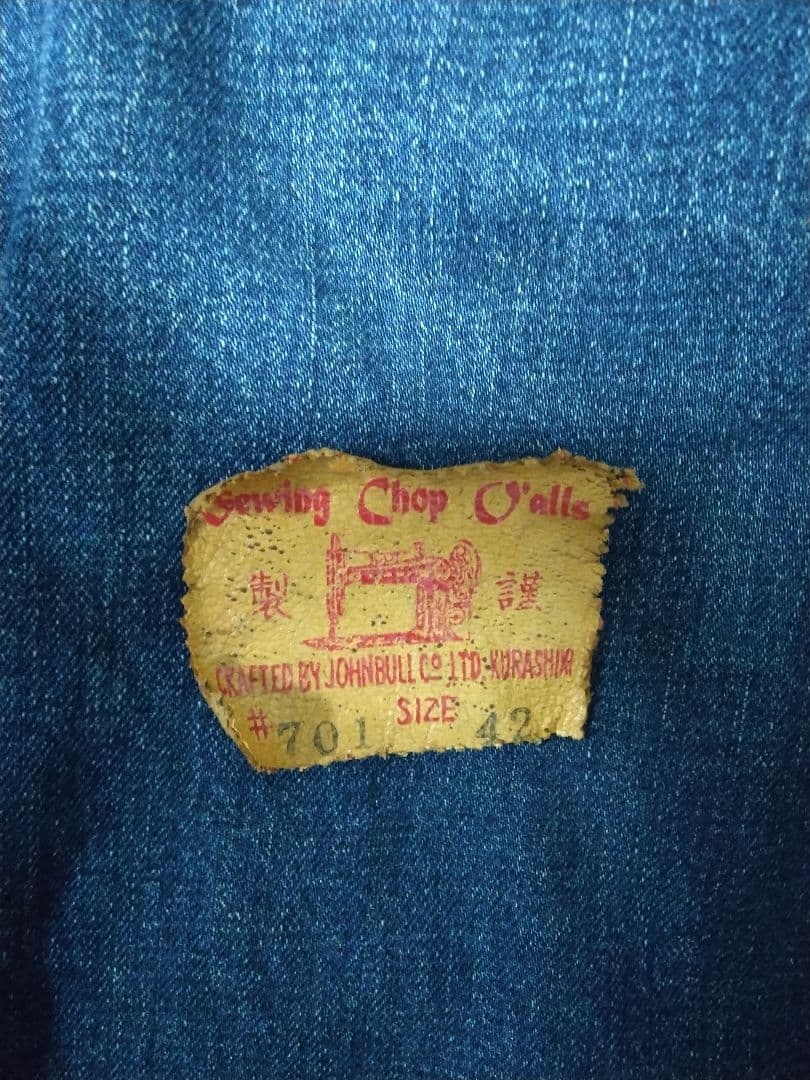 Sewing Chop O'alls
製 謹
CRAFTED BY JOHNBULL CO. LTD. KURASHIKI
# 701 SIZE 42